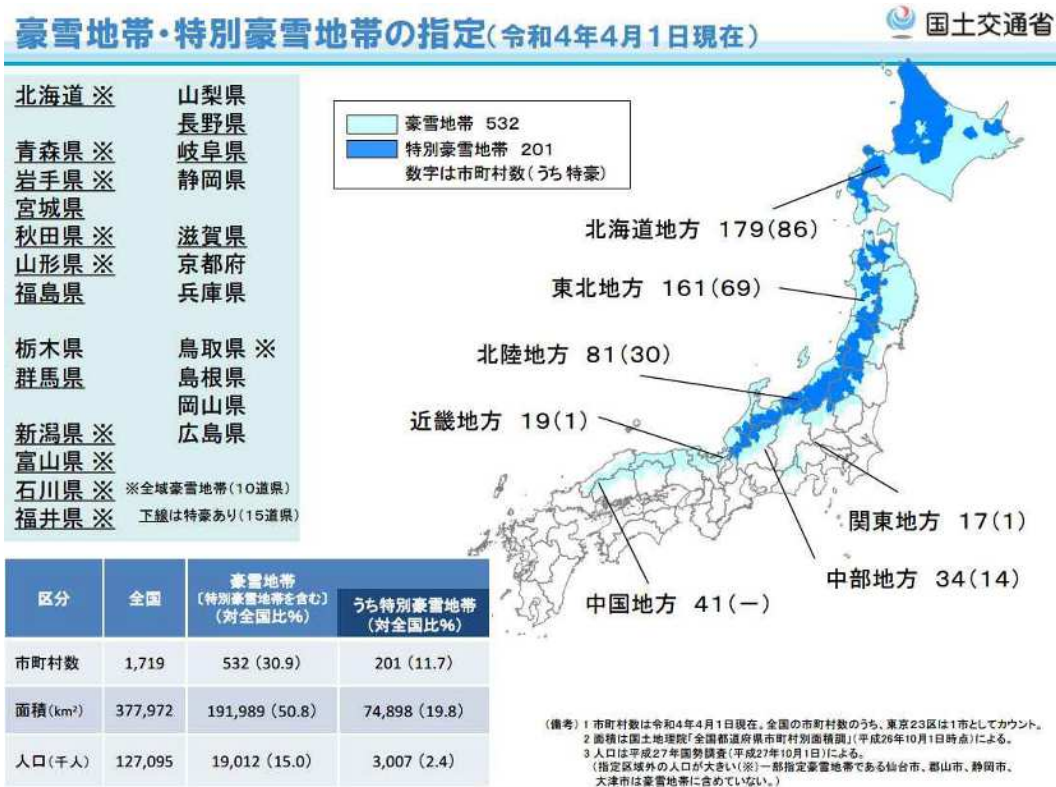 豪雪地帯・特別豪雪地帯の指定(令和4年4月1日現在)
国土交通省
北海道 ※ 山梨県
長野県
青森県 ※ 岐阜県
岩手県 ※ 静岡県
宮城県
秋田県 ※ 滋賀県
山形県 ※ 京都府
福島県 兵庫県
栃木県 鳥取県 ※
群馬県 島根県
岡山県
新潟県 ※ 広島県
富山県 ※
石川県 ※ ※全域豪雪地帯(10道県)
福井県 ※ 下線は特豪あり(15道県)
豪雪地帯 532
特別豪雪地帯 201
数字は市町村数(うち特豪)
北海道地方 179(86)
東北地方 161(69)
北陸地方 81(30)
近畿地方 19(1)
関東地方 17(1)
中部地方 34(14)
中国地方 41(-)
区分 全国 豪雪地帯
〔特別豪雪地帯を含む〕
(対全国比%) うち特別豪雪地帯
(対全国比%)
市町村数 1,719 532 (30.9) 201 (11.7)
面積(km²) 377,972 191,989 (50.8) 74,898 (19.8)
人口(千人) 127,095 19,012 (15.0) 3,007 (2.4)
(備考) 1 市町村数は令和4年4月1日現在。全国の市町村数のうち、東京23区は1市としてカウント。
2 面積は国土地理院「全国都道府県市町村別面積調」(平成26年10月1日時点)による。
3 人口は平成27年国勢調査(平成27年10月1日)による。
(指定区域外の人口が大きい(※)一部指定豪雪地帯である仙台市、郡山市、静岡市、
大津市は豪雪地帯に含めていない。)